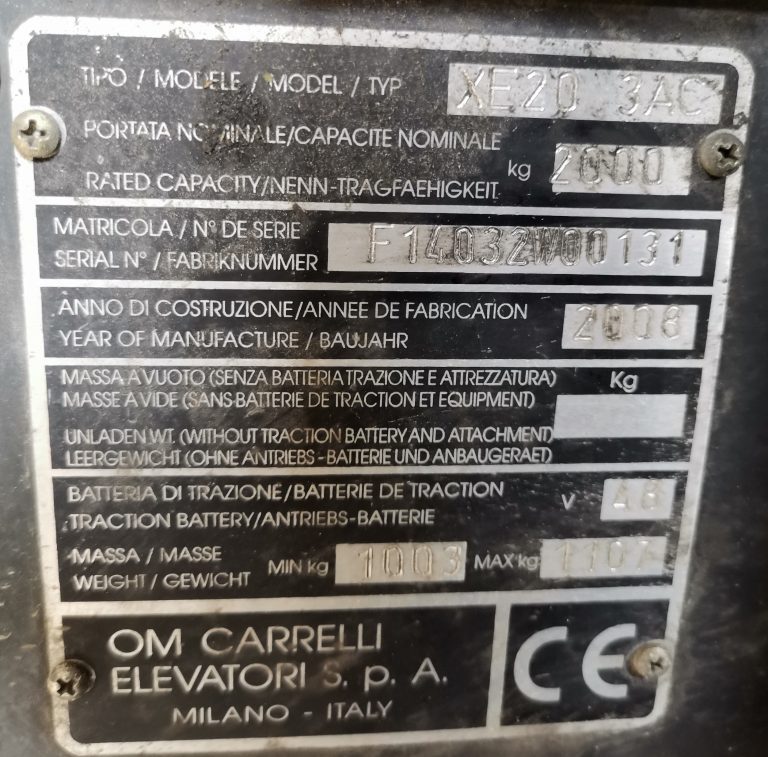 TIPO / MODELE / MODEL / TYP XE20 3AC
PORTATA NOMINALE/CAPACITE NOMINALE
RATED CAPACITY/NENN-TRAGFAEHIGKEIT kg 2000
MATRICOLA / N° DE SERIE
SERIAL N° / FABRIKNUMMER F14032W00131
ANNO DI COSTRUZIONE/ANNEE DE FABRICATION
YEAR OF MANUFACTURE / BAUJAHR 2008
MASSA A VUOTO (SENZA BATTERIA TRAZIONE E ATTREZZATURA) Kg
MASSE A VIDE (SANS BATTERIE DE TRACTION ET EQUIPMENT)
UNLADEN WT. (WITHOUT TRACTION BATTERY AND ATTACHMENT)
LEERGEWICHT (OHNE ANTRIEBS-BATTERIE UND ANBAUGERAET)
BATTERIA DI TRAZIONE/BATTERIE DE TRACTION V 48
TRACTION BATTERY/ANTRIEBS-BATTERIE
MASSA / MASSE
WEIGHT / GEWICHT MIN kg 1003 MAX kg 1107
OM CARRELLI
ELEVATORI S. p. A.
MILANO - ITALY
CE